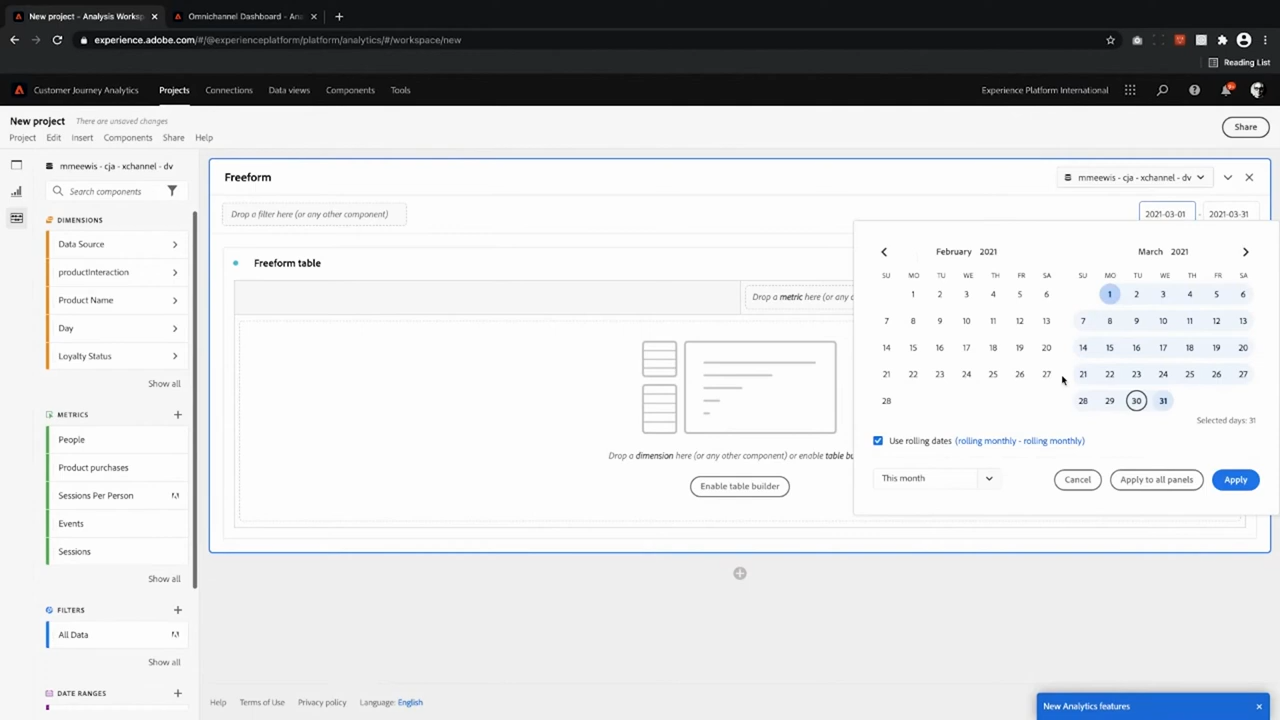 New project - Analysis Worksp
Omnichannel Dashboard - Ana
experience.adobe.com/#/@experienceplatform/platform/analytics/#/workspace/new
Reading List
Customer Journey Analytics
Projects
Connections
Data views
Components
Tools
Experience Platform International
New project
There are unsaved changes
Project
Edit
Insert
Components
Share
Help
Share
mmeewis - cja - xchannel - dv
Search components
DIMENSIONS
Data Source
productInteraction
Product Name
Day
Loyalty Status
Show all
METRICS
People
Product purchases
Sessions Per Person
Events
Sessions
Show all
FILTERS
All Data
Show all
DATE RANGES
Freeform
mmeewis - cja - xchannel - dv
Drop a filter here (or any other component)
2021-03-01 - 2021-03-31
Freeform table
Drop a metric here (or any
Drop a dimension here (or any other component) or enable table bu
Enable table builder
February 2021
SU MO TU WE TH FR SA
1 2 3 4 5 6
7 8 9 10 11 12 13
14 15 16 17 18 19 20
21 22 23 24 25 26 27
28
March 2021
SU MO TU WE TH FR SA
1 2 3 4 5 6
7 8 9 10 11 12 13
14 15 16 17 18 19 20
21 22 23 24 25 26 27
28 29 30 31
Selected days: 31
Use rolling dates (rolling monthly - rolling monthly)
This month
Cancel
Apply to all panels
Apply
Help
Terms of Use
Privacy policy
Language: English
New Analytics features